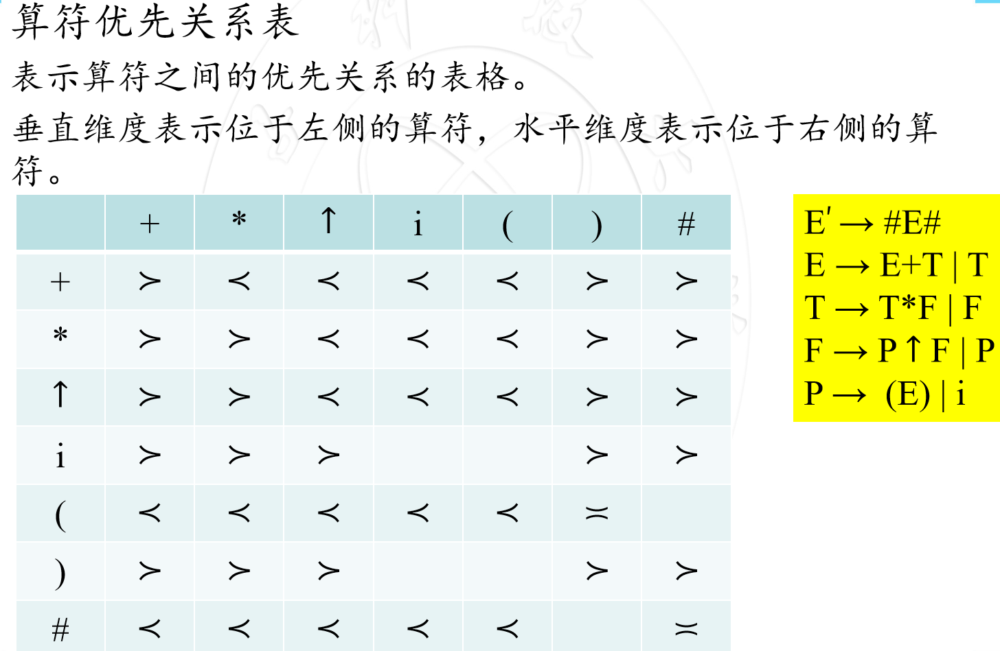 算符优先关系表
表示算符之间的优先关系的表格。
垂直维度表示位于左侧的算符，水平维度表示位于右侧的算
符。
+ * ↑ i ( ) #
+ ≻ ≺ ≺ ≺ ≺ ≻ ≻
* ≻ ≻ ≺ ≺ ≺ ≻ ≻
↑ ≻ ≻ ≺ ≺ ≺ ≻ ≻
i ≻ ≻ ≻ ≻ ≻
( ≺ ≺ ≺ ≺ ≺ ≍
) ≻ ≻ ≻ ≻ ≻
# ≺ ≺ ≺ ≺ ≺ ≍
E′ → #E#
E → E+T | T
T → T*F | F
F → P↑F | P
P → (E) | i